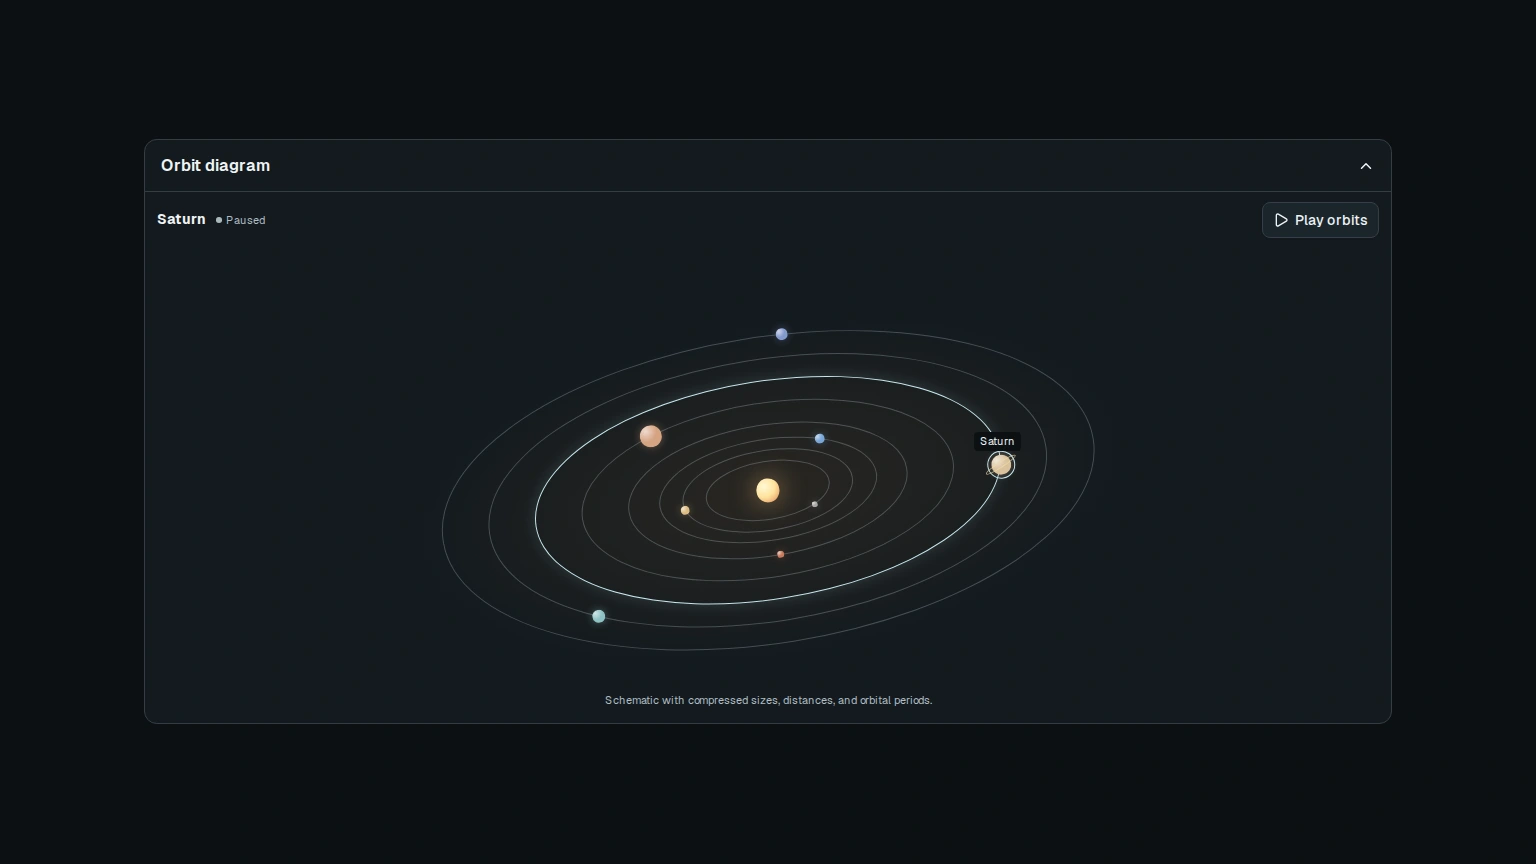 Orbit diagram
Saturn
Paused
Play orbits
Saturn
Schematic with compressed sizes, distances, and orbital periods.